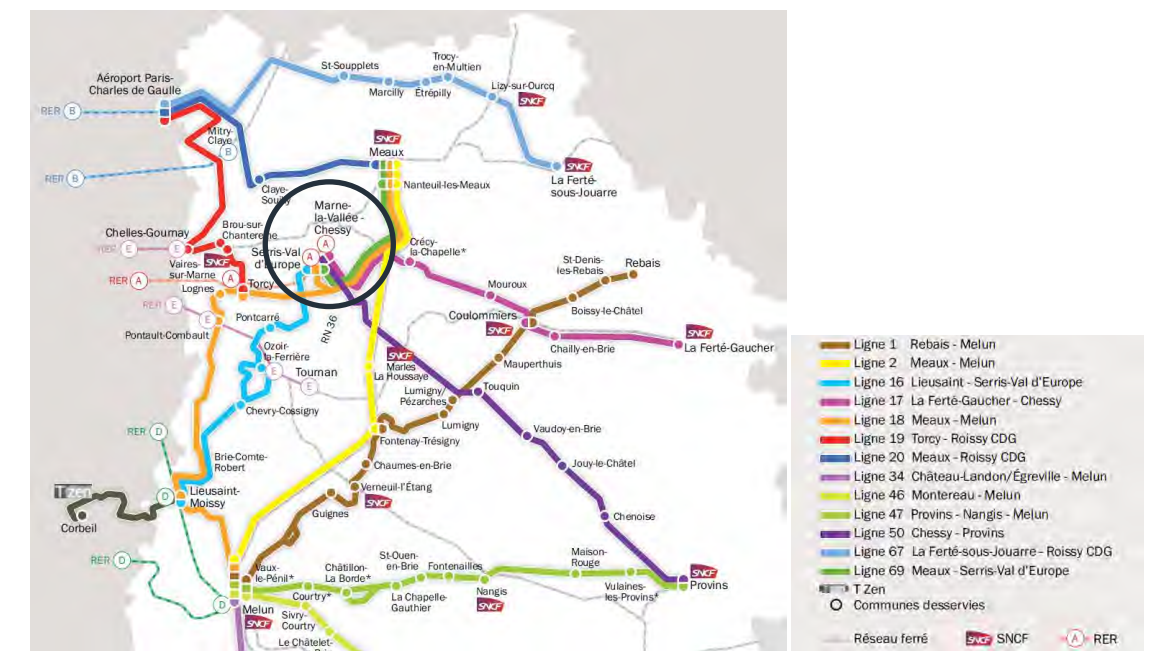 Aéroport Paris-
Charles de Gaulle
RER B
RER B
Mitry-
Claye
B
St-Soupplets
Marcilly
Trocy-
en-Multien
Étrépilly
Lizy-sur-Ourcq
SNCF
SNCF
La Ferté-
sous-Jouarre
SNCF
Meaux
Nanteuil-les-Meaux
Claye-
Marne-
la-Vallée -
Chessy
A
Serris-Val
d'Europe
A
Crécy-
la-Chapelle*
Chelles-Gournay
E
E
Brou-sur-
Vaires-
sur-Marne
SNCF
RER A
A
Torcy
Lognes
RER E
E
Pontault-Combault
Pontcarré
RN 36
Ozoir-
la-Ferrière
E
Tournan
E
Chevry-Cossigny
St-Denis-
les-Rebais
Rebais
Mouroux
Boissy-le-Châtel
Coulommiers
SNCF
Chailly-en-Brie
SNCF
La Ferté-Gaucher
Mauperthuis
SNCF
Marles
La Houssaye
Touquin
Lumigny/
Pézarches
Lumigny
Fontenay-Trésigny
Vaudoy-en-Brie
Chaumes-en-Brie
Jouy-le-Châtel
Verneuil-l'Étang
SNCF
Guignes
Chenoise
RER D
Brie-Comte-
Robert
T Zen
D
Lieusaint-
Moissy
Corbeil
RER D
D
Vaux-
le-Pénil*
Châtillon-
La Borde*
Courtry*
St-Ouen-
en-Brie
Fontenailles
La Chapelle-
Gauthier
Nangis
SNCF
Maison-
Rouge
Vulaines-
les-Provins*
SNCF
Provins
Melun
SNCF
Sivry-
Courtry
Le Châtelet-
Ligne 1 Rebais - Melun
Ligne 2 Meaux - Melun
Ligne 16 Lieusaint - Serris-Val d'Europe
Ligne 17 La Ferté-Gaucher - Chessy
Ligne 18 Meaux - Melun
Ligne 19 Torcy - Roissy CDG
Ligne 20 Meaux - Roissy CDG
Ligne 34 Château-Landon/Égreville - Melun
Ligne 46 Montereau - Melun
Ligne 47 Provins - Nangis - Melun
Ligne 50 Chessy - Provins
Ligne 67 La Ferté-sous-Jouarre - Roissy CDG
Ligne 69 Meaux - Serris-Val d'Europe
T Zen
Communes desservies
Réseau ferré
SNCF
A RER